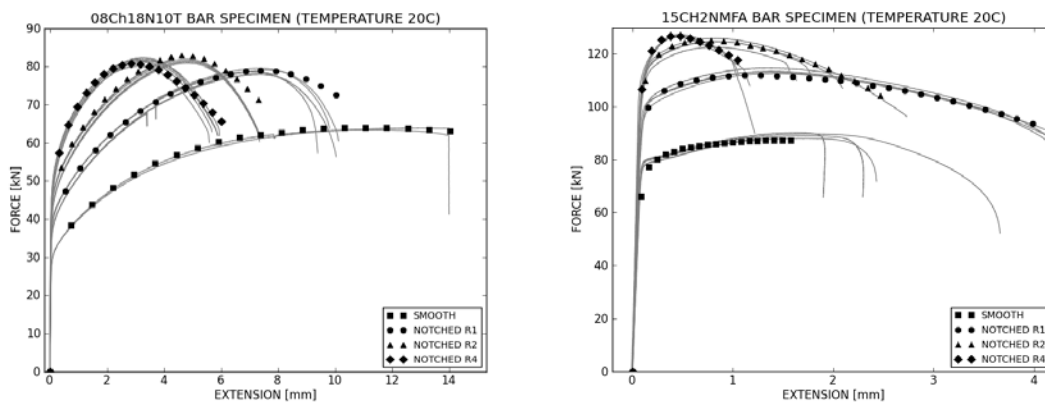 08Ch18N10T BAR SPECIMEN (TEMPERATURE 20C)
90
80
70
60
50
40
30
20
10
0
FORCE [kN]
0 2 4 6 8 10 12 14
EXTENSION [mm]
SMOOTH
NOTCHED R1
NOTCHED R2
NOTCHED R4
15CH2NMFA BAR SPECIMEN (TEMPERATURE 20C)
120
100
80
60
40
20
0
FORCE [kN]
0 1 2 3 4
EXTENSION [mm]
SMOOTH
NOTCHED R1
NOTCHED R2
NOTCHED R4